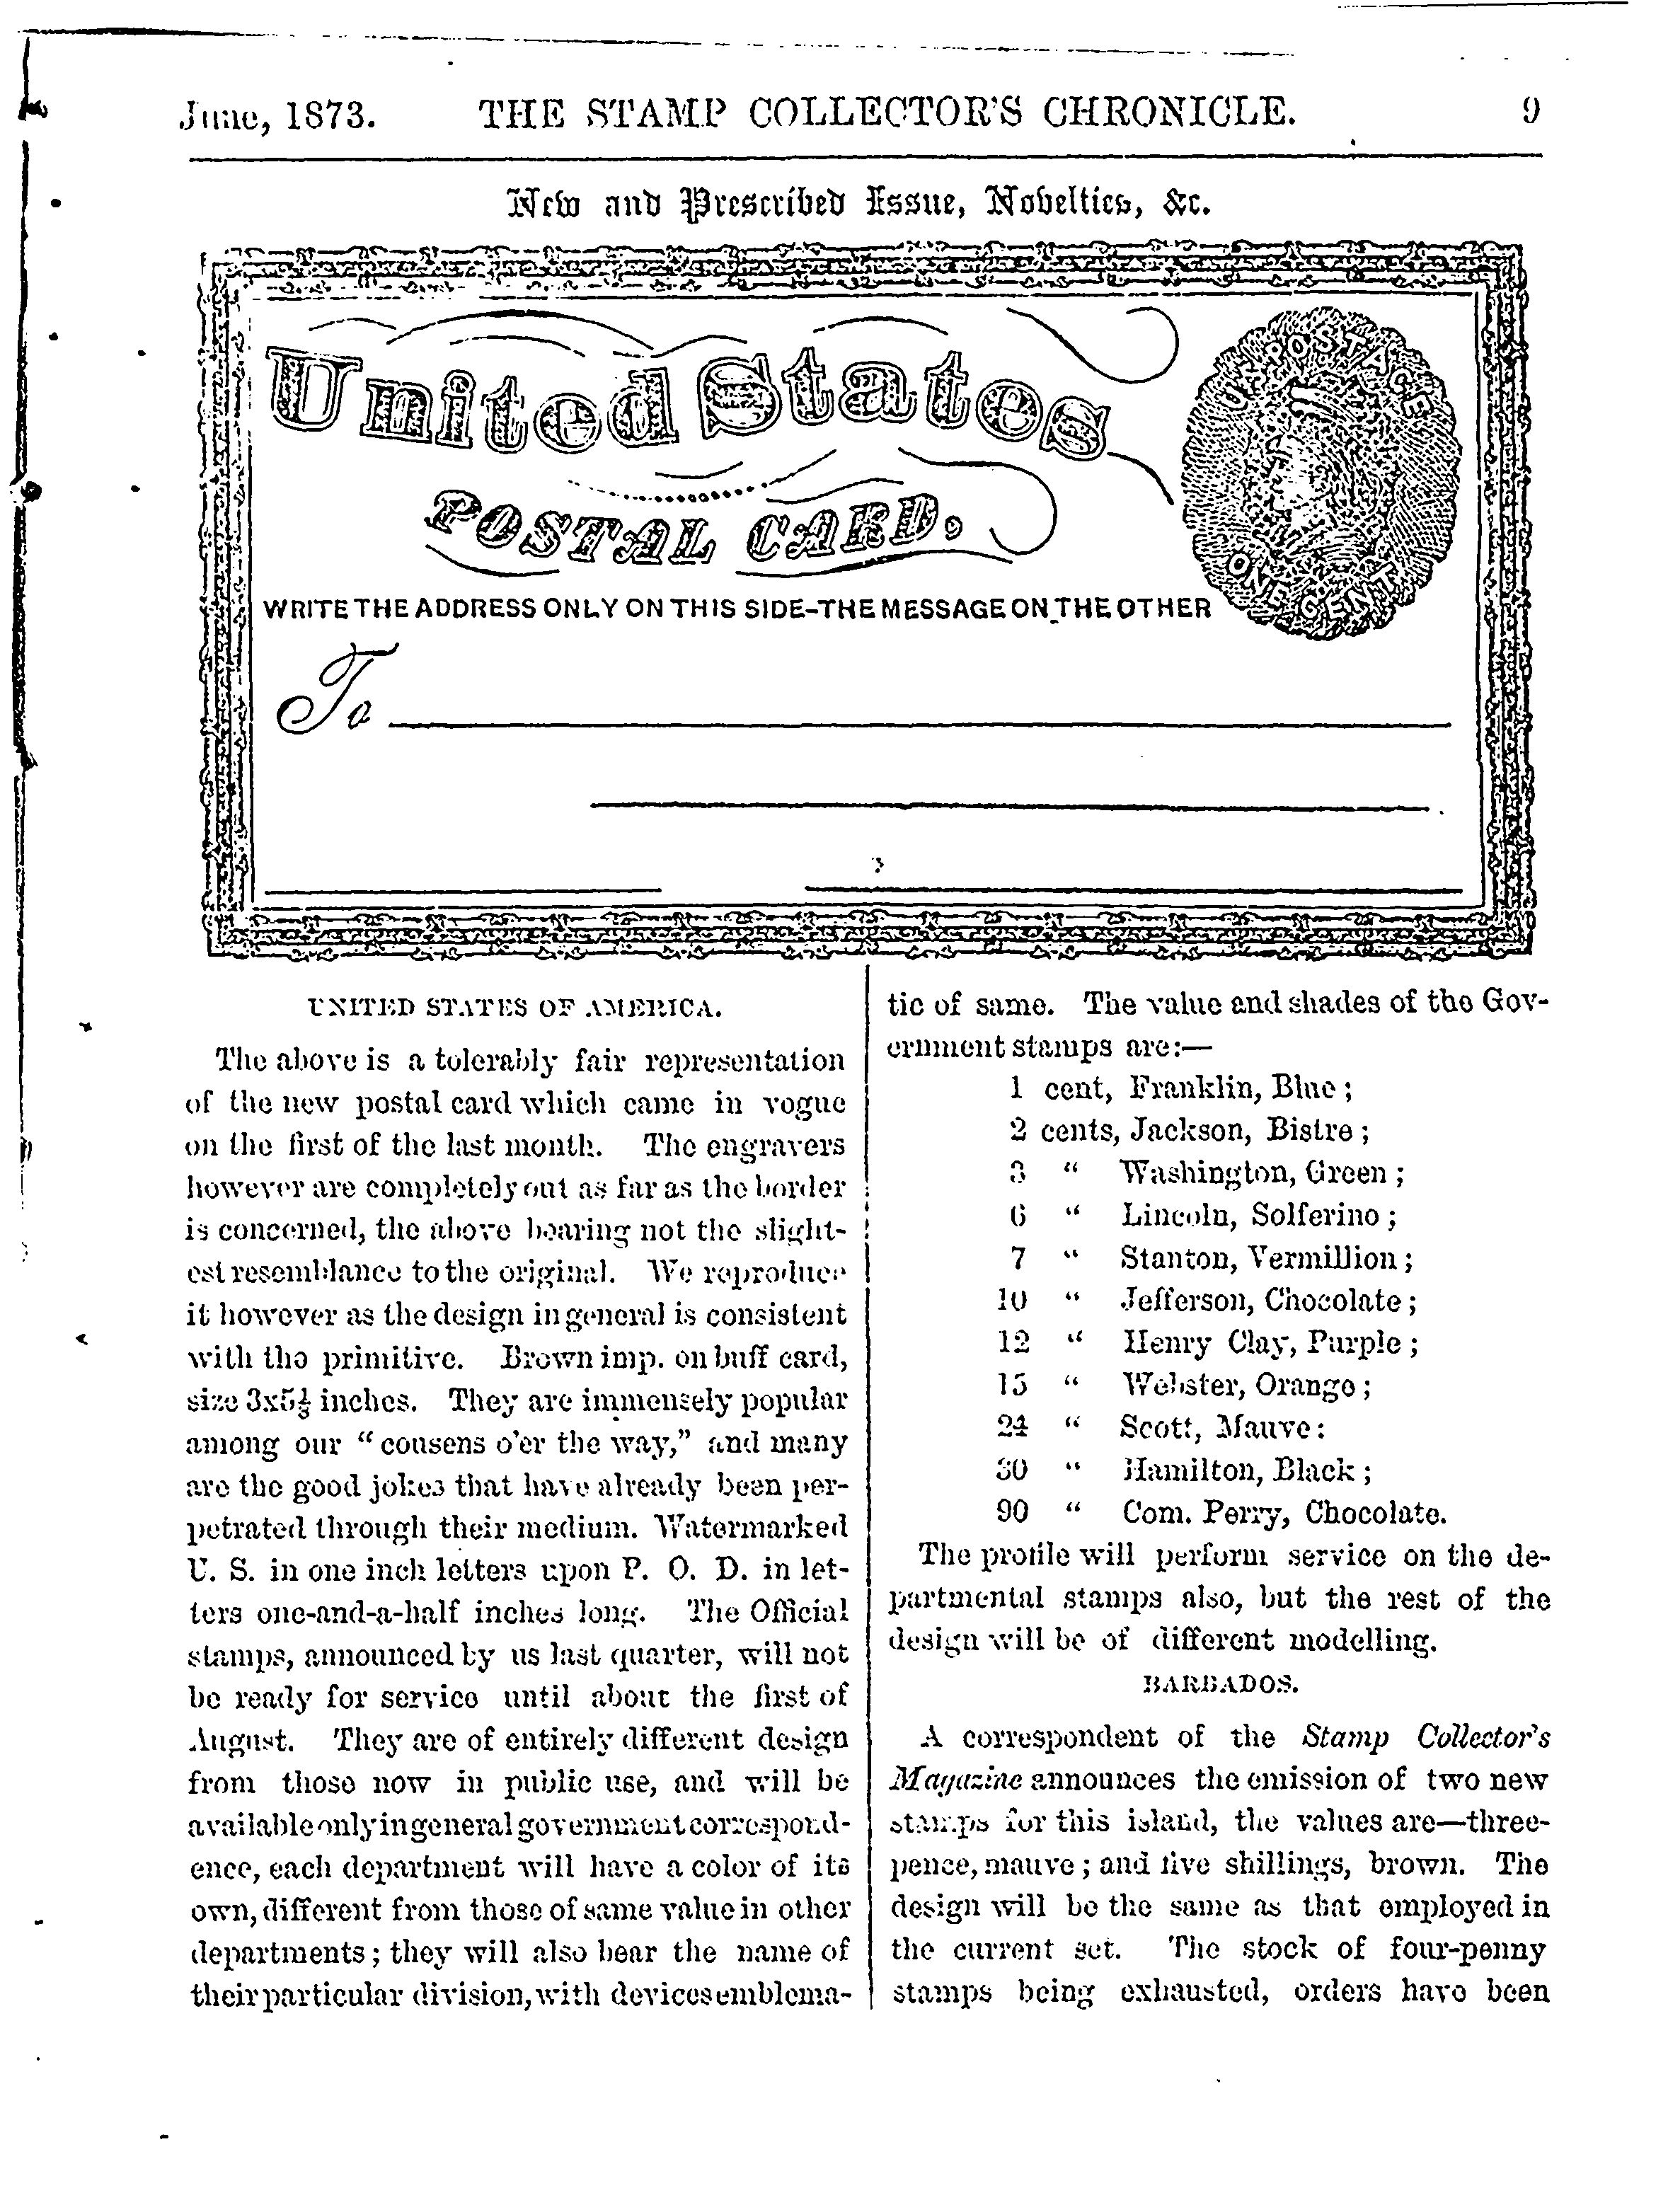 June, 1873. THE STAMP COLLECTOR'S CHRONICLE. 9
New and Prescribed Issue, Novelties, &c.
United States
POSTAL CARD,
U.S. POSTAGE
ONE CENT
WRITE THE ADDRESS ONLY ON THIS SIDE-THE MESSAGE ON THE OTHER
To
UNITED STATES OF AMERICA.
The above is a tolerably fair representation
of the new postal card which came in vogue
on the first of the last month. The engravers
however are completely out as far as the border
is concerned, the above bearing not the slight-
est resemblance to the original. We reproduce
it however as the design in general is consistent
with the primitive. Brown imp. on buff card,
size 3x5⅓ inches. They are immensely popular
among our "cousens o'er the way," and many
are the good jokes that have already been per-
petrated through their medium. Watermarked
U. S. in one inch letters upon P. O. D. in let-
ters one-and-a-half inches long. The Official
stamps, announced by us last quarter, will not
be ready for service until about the first of
August. They are of entirely different design
from those now in public use, and will be
available only in general government correspond-
ence, each department will have a color of its
own, different from those of same value in other
departments; they will also bear the name of
their particular division, with devices emblema-
tic of same. The value and shades of the Gov-
ernment stamps are:—
1 cent, Franklin, Blue;
2 cents, Jackson, Bistre;
3 " Washington, Green;
6 " Lincoln, Solferino;
7 " Stanton, Vermillion;
10 " Jefferson, Chocolate;
12 " Henry Clay, Purple;
15 " Webster, Orange;
24 " Scott, Mauve:
30 " Hamilton, Black;
90 " Com. Perry, Chocolate.
The profile will perform service on the de-
partmental stamps also, but the rest of the
design will be of different modelling.
BARBADOS.
A correspondent of the Stamp Collector's
Magazine announces the emission of two new
stamps for this island, the values are—three-
pence, mauve; and five shillings, brown. The
design will be the same as that employed in
the current set. The stock of four-penny
stamps being exhausted, orders have been